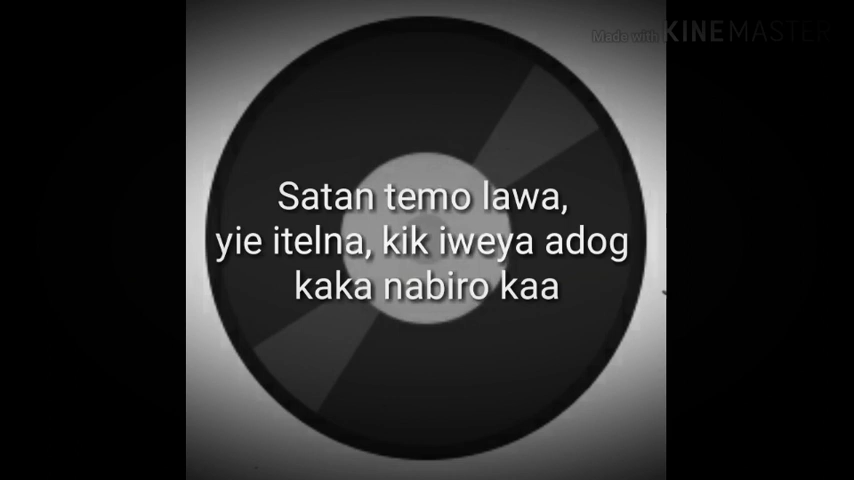 Made with KINEMASTER
Satan temo lawa,
yie itelna, kik iweya adog
kaka nabiro kaa